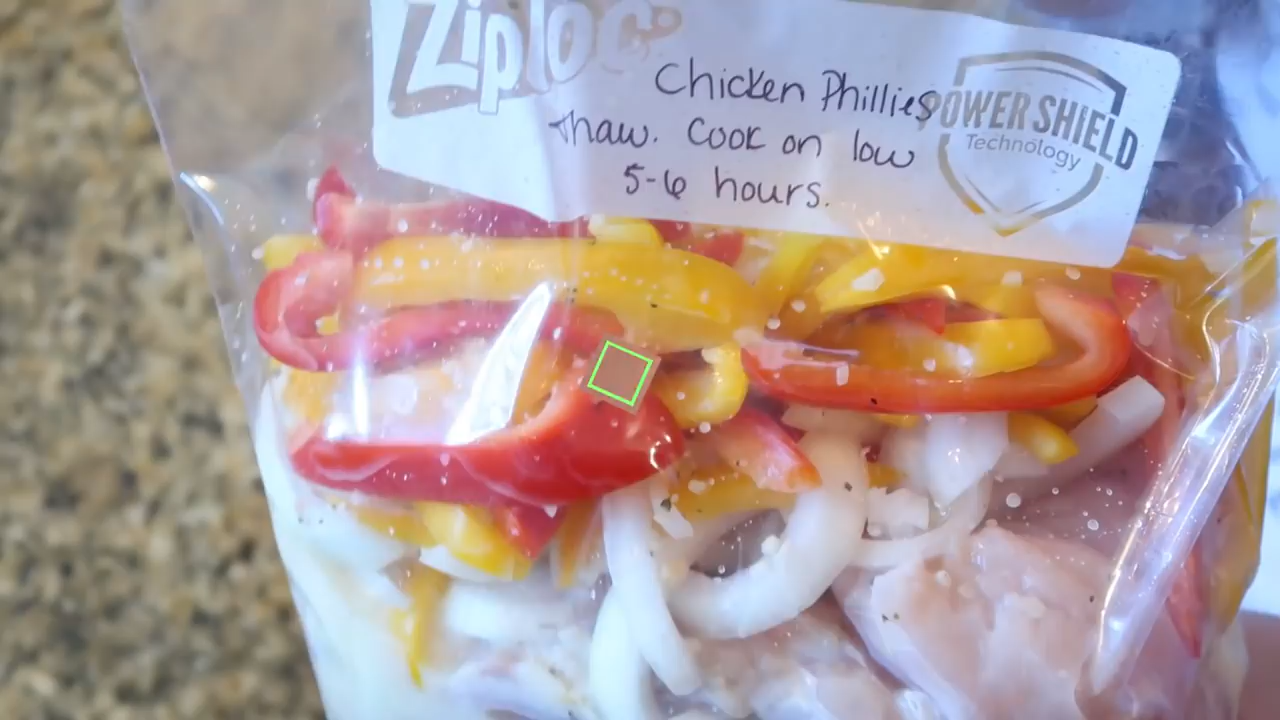 Ziploc
Chicken Phillies
Thaw. Cook on low
5-6 hours.
POWER SHIELD
Technology